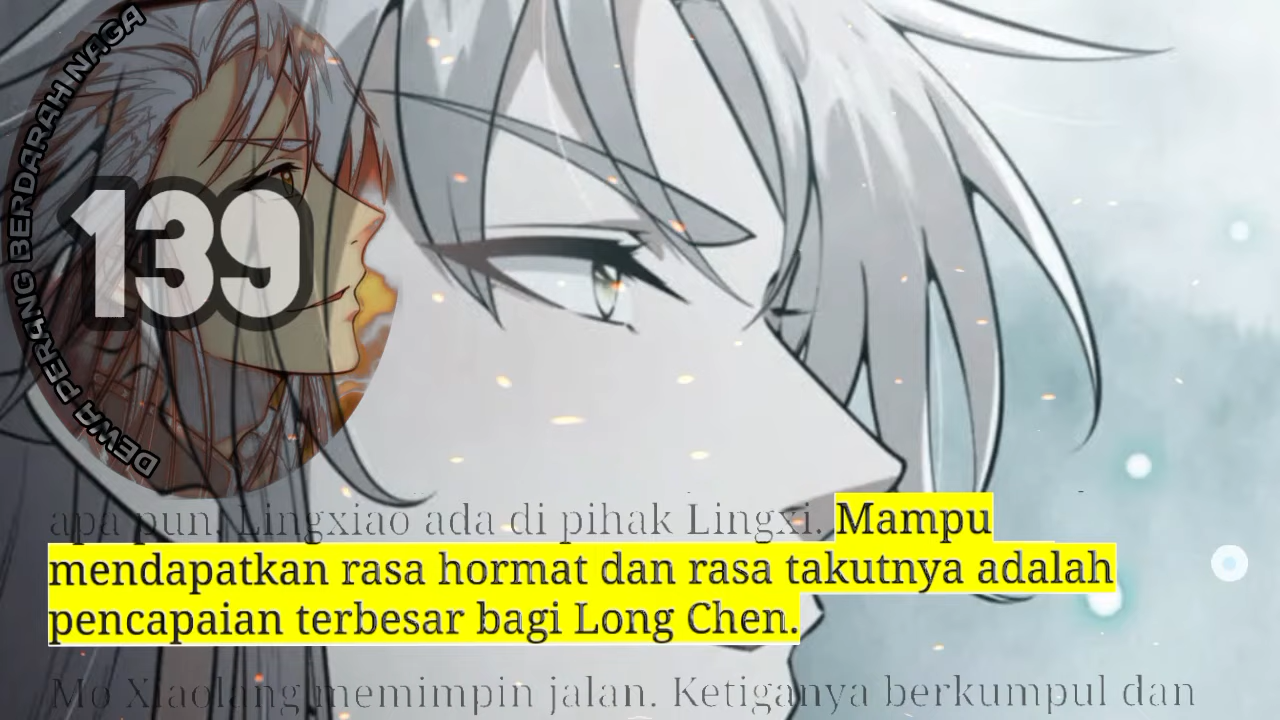 DEWA PERANG BERDARAH NAGA
139
apa pun. Lingxiao ada di pihak Lingxi. Mampu
mendapatkan rasa hormat dan rasa takutnya adalah
pencapaian terbesar bagi Long Chen.
Mo Xiaolang memimpin jalan. Ketiganya berkumpul dan